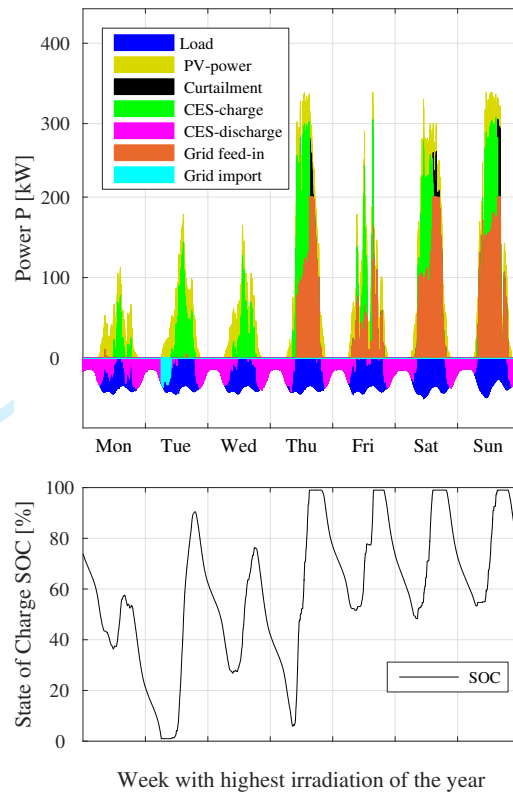 400
300
200
100
0
Power P [kW]
Load
PV-power
Curtailment
CES-charge
CES-discharge
Grid feed-in
Grid import
Mon Tue Wed Thu Fri Sat Sun
100
80
60
40
20
0
State of Charge SOC [%]
SOC
Week with highest irradiation of the year